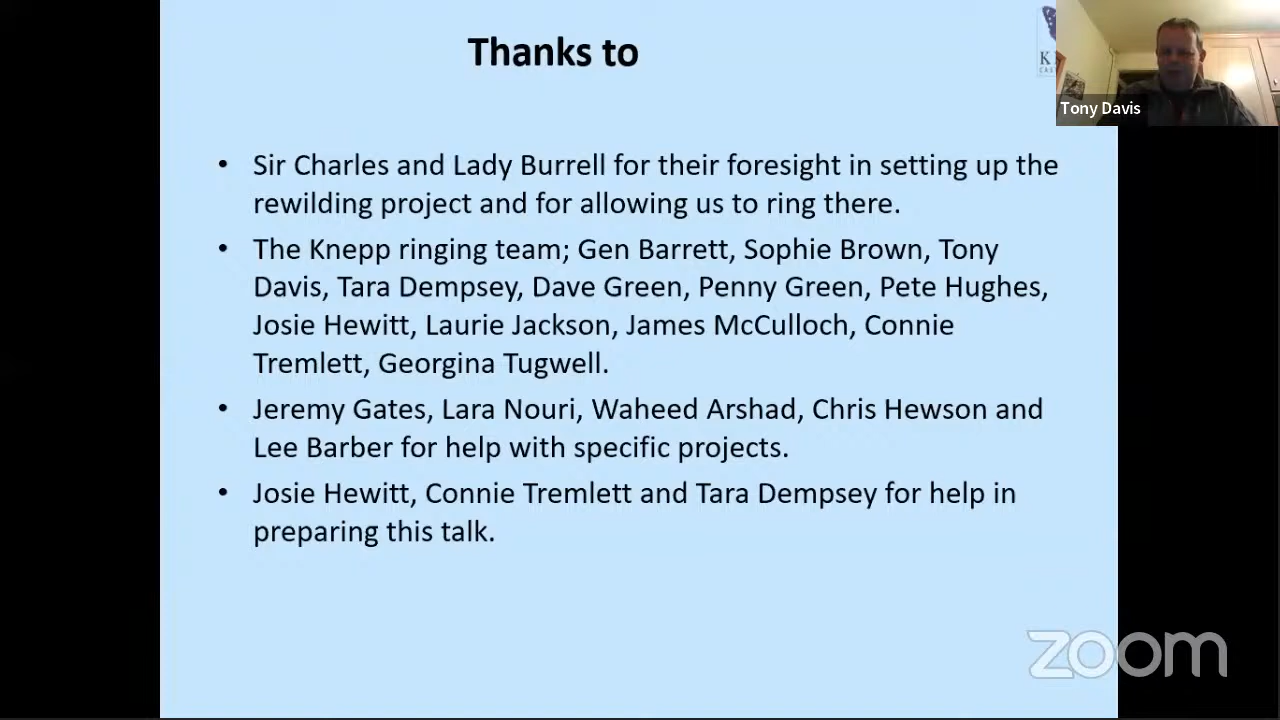 Thanks to
Tony Davis
• Sir Charles and Lady Burrell for their foresight in setting up the
rewilding project and for allowing us to ring there.
• The Knepp ringing team; Gen Barrett, Sophie Brown, Tony
Davis, Tara Dempsey, Dave Green, Penny Green, Pete Hughes,
Josie Hewitt, Laurie Jackson, James McCulloch, Connie
Tremlett, Georgina Tugwell.
• Jeremy Gates, Lara Nouri, Waheed Arshad, Chris Hewson and
Lee Barber for help with specific projects.
• Josie Hewitt, Connie Tremlett and Tara Dempsey for help in
preparing this talk.
zoom